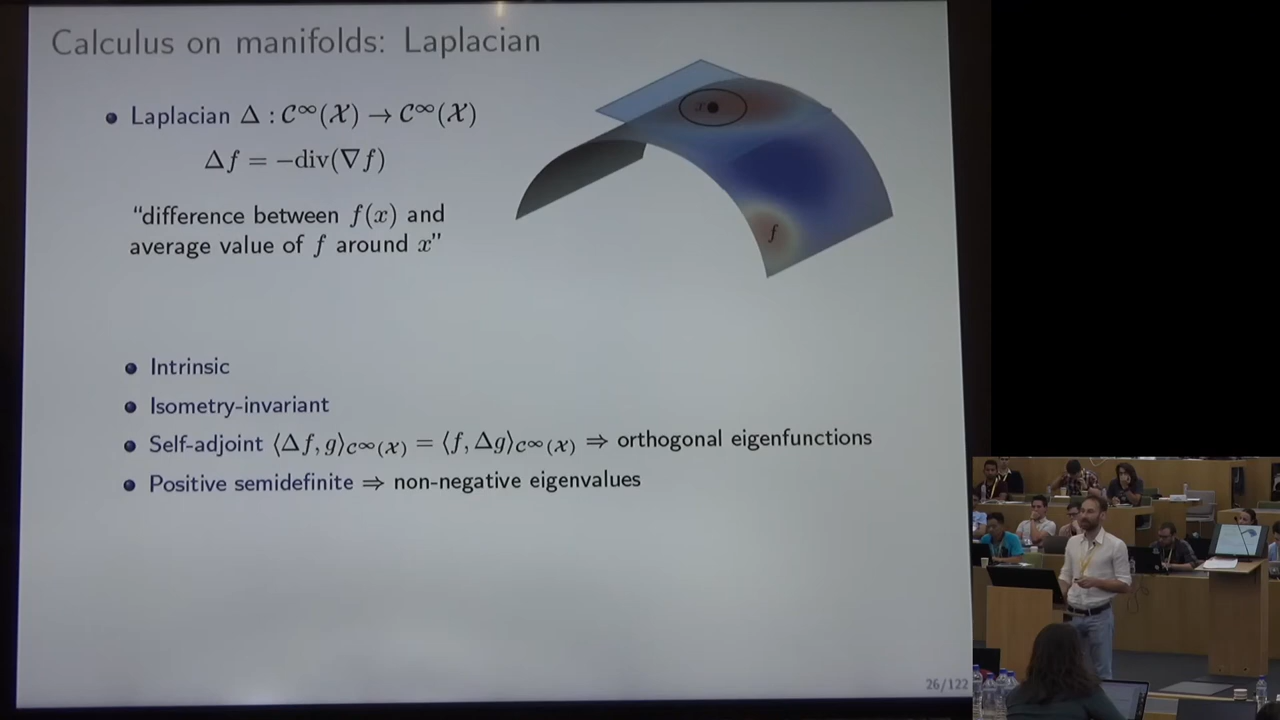 Calculus on manifolds: Laplacian
Laplacian Δ : 𝒞∞(𝒳) → 𝒞∞(𝒳)
Δf = −div(∇f)
“difference between f(x) and
average value of f around x”
x
f
Intrinsic
Isometry-invariant
Self-adjoint ⟨Δf, g⟩𝒞∞(𝒳) = ⟨f, Δg⟩𝒞∞(𝒳) ⇒ orthogonal eigenfunctions
Positive semidefinite ⇒ non-negative eigenvalues
26/122